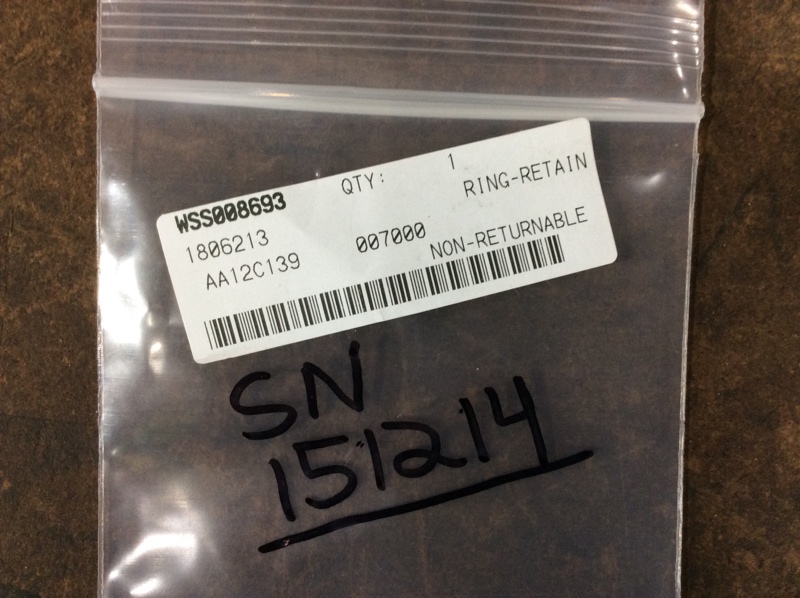 WSS008693 QTY: 1 RING-RETAIN
1806213 007000 NON-RETURNABLE
AA12C139
SN
151214